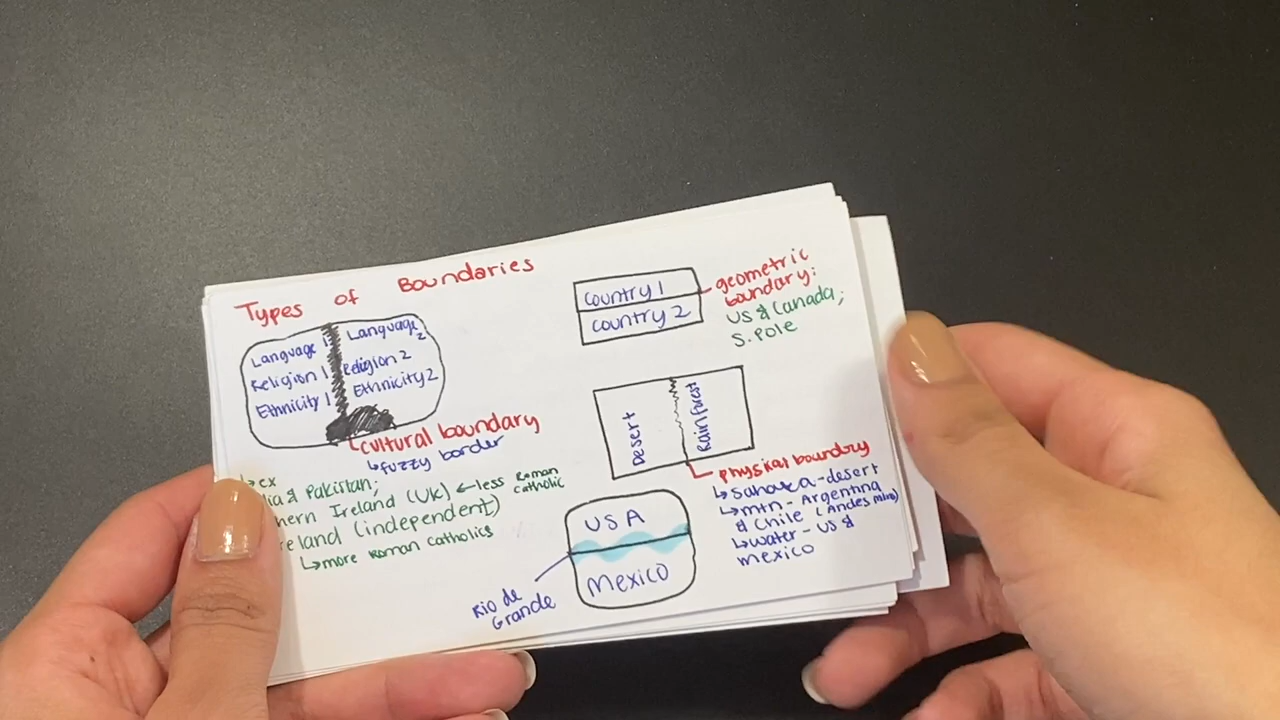 Types of Boundaries
Language 1
Religion 1
Ethnicity 1
Language 2
Religion 2
Ethnicity 2
cultural boundary
↳fuzzy border
↳ex
& Pakistan;
Ireland (UK) ← less Roman Catholic
(independent)
↳more Roman Catholics
Country 1
Country 2
geometric
boundary:
US & Canada;
S. Pole
Desert
Rainforest
physical boundry
↳sahara-desert
↳mtn - Argentina
& Chile (Andes mtns)
↳water - US &
mexico
USA
Mexico
Rio de
Grande